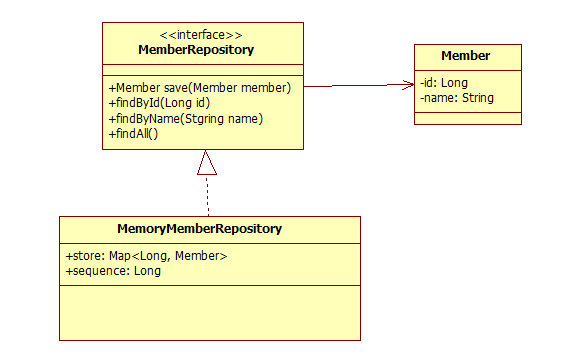 <<interface>>
MemberRepository
+Member save(Member member)
+findById(Long id)
+findByName(Stgring name)
+findAll()
Member
-id: Long
-name: String
MemoryMemberRepository
+store: Map<Long, Member>
+sequence: Long